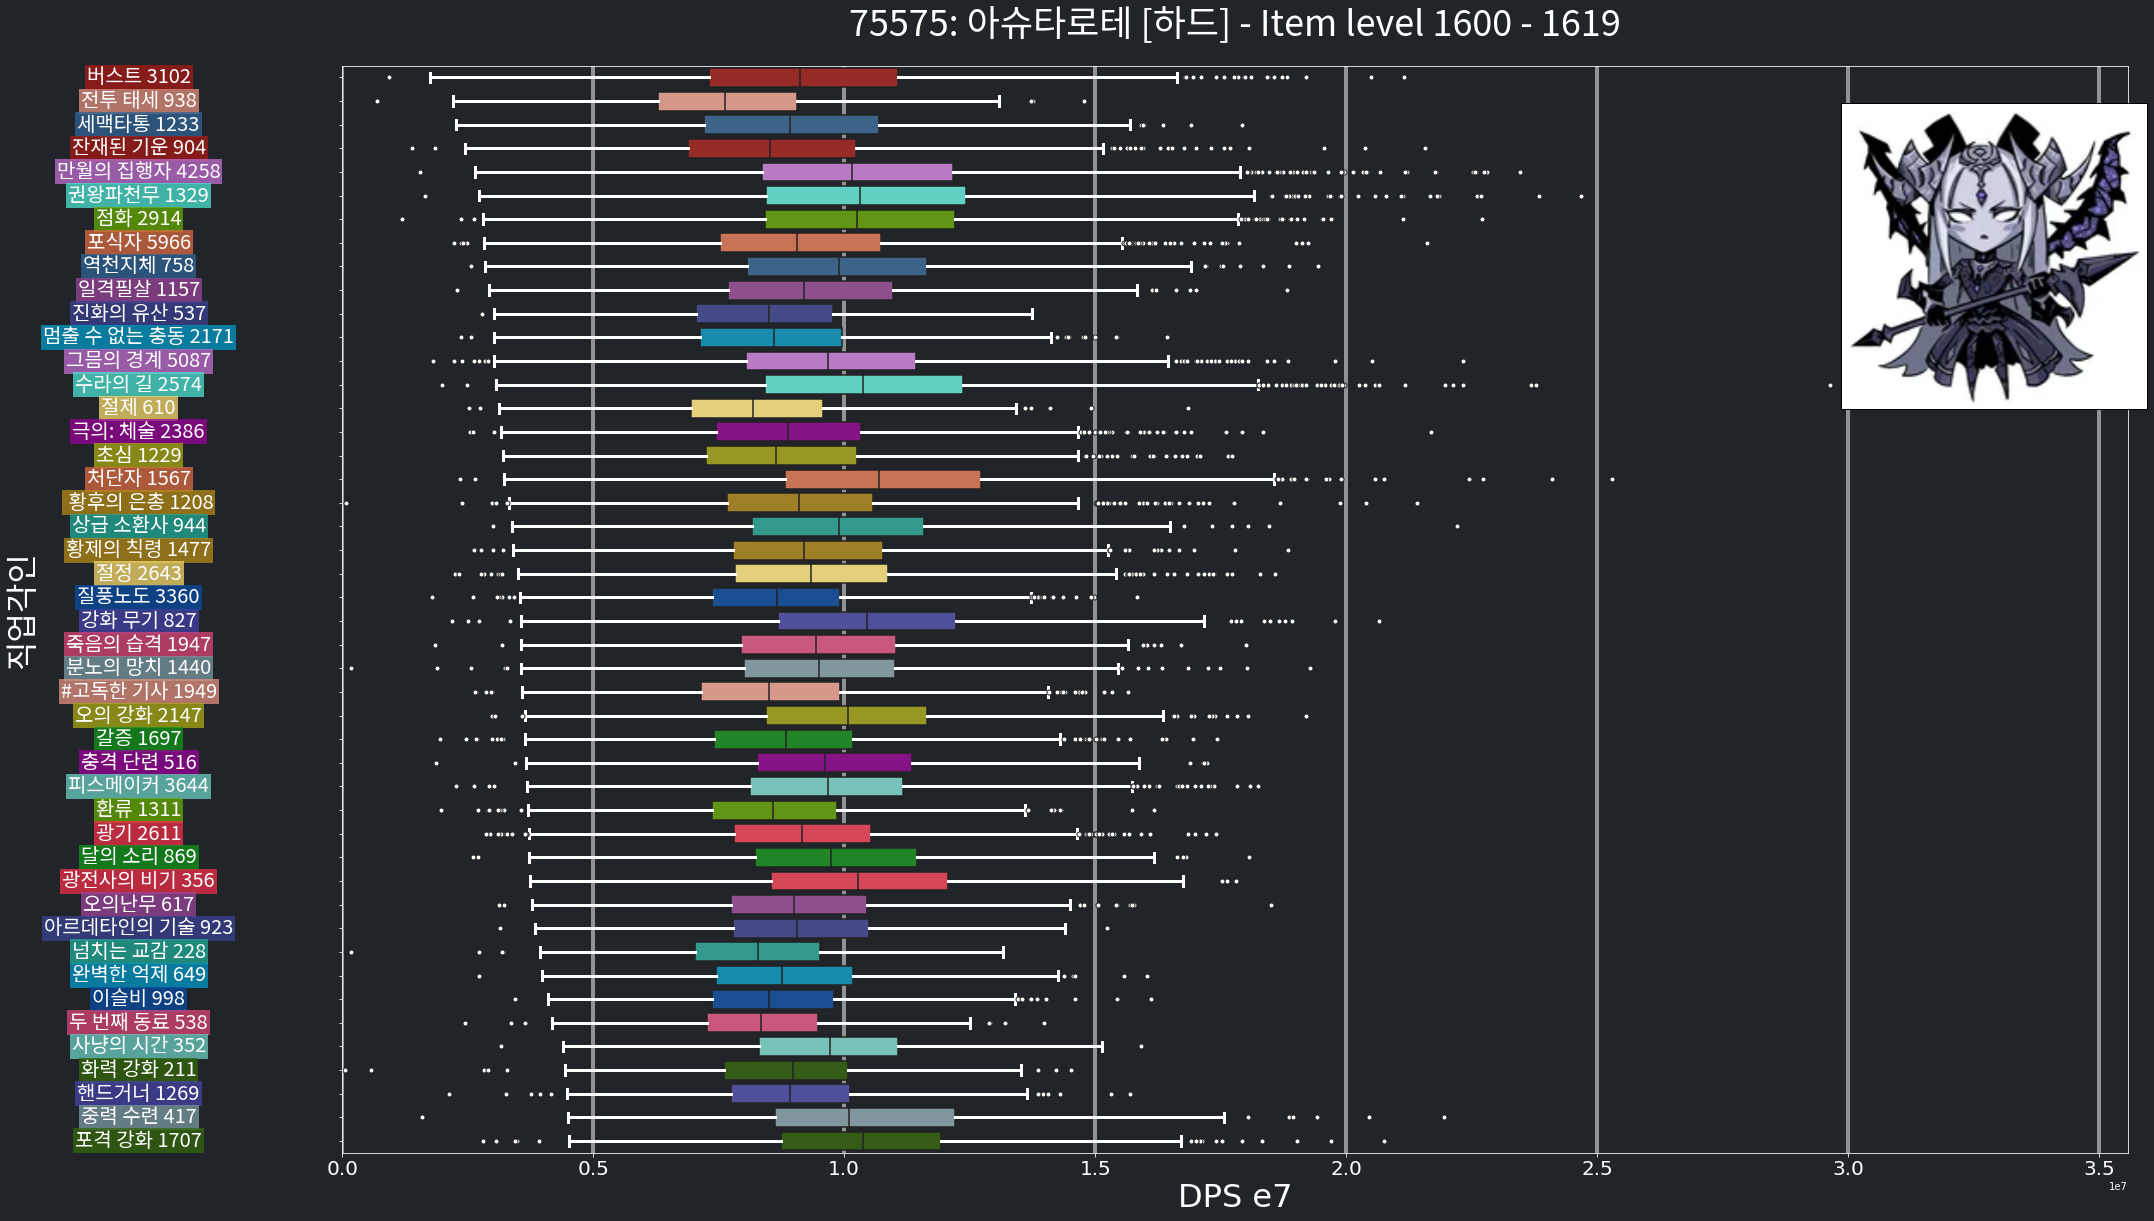 75575: 아슈타로테 [하드] - Item level 1600 - 1619
버스트 3102
전투 태세 938
세맥타통 1233
잔재된 기운 904
만월의 집행자 4258
권왕파천무 1329
점화 2914
포식자 5966
역천지체 758
일격필살 1157
진화의 유산 537
멈출 수 없는 충동 2171
그믐의 경계 5087
수라의 길 2574
절제 610
극의: 체술 2386
초심 1229
처단자 1567
황후의 은총 1208
상급 소환사 944
황제의 칙령 1477
절정 2643
질풍노도 3360
강화 무기 827
죽음의 습격 1947
분노의 망치 1440
#고독한 기사 1949
오의 강화 2147
갈증 1697
충격 단련 516
피스메이커 3644
환류 1311
광기 2611
달의 소리 869
광전사의 비기 356
오의난무 617
아르데타인의 기술 923
넘치는 교감 228
완벽한 억제 649
이슬비 998
두 번째 동료 538
사냥의 시간 352
화력 강화 211
핸드거너 1269
중력 수련 417
포격 강화 1707
직업각인
0.0 0.5 1.0 1.5 2.0 2.5 3.0 3.5
1e7
DPS e7